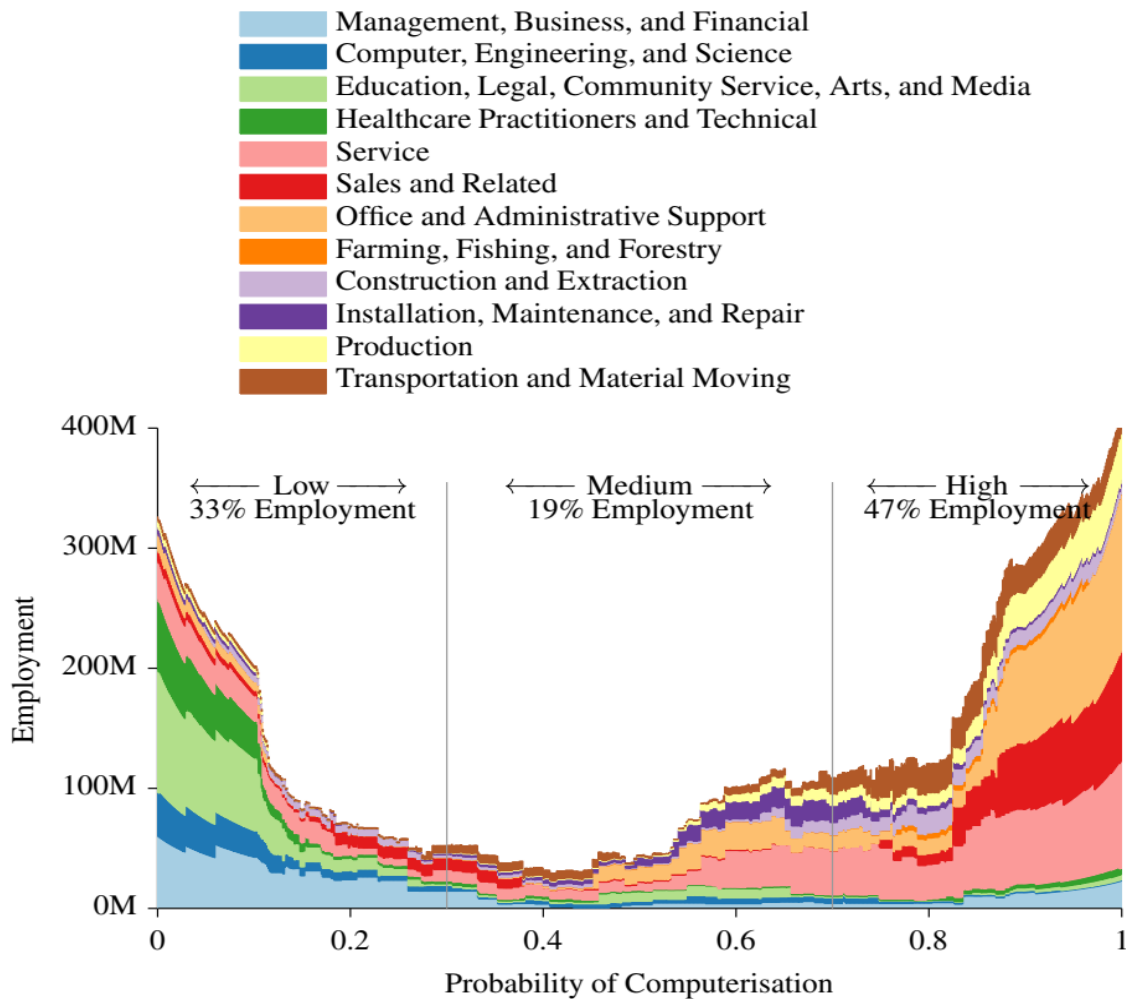 Management, Business, and Financial
Computer, Engineering, and Science
Education, Legal, Community Service, Arts, and Media
Healthcare Practitioners and Technical
Service
Sales and Related
Office and Administrative Support
Farming, Fishing, and Forestry
Construction and Extraction
Installation, Maintenance, and Repair
Production
Transportation and Material Moving
400M
Low
33% Employment
Medium
19% Employment
High
47% Employment
300M
200M
100M
0M
Employment
0
0.2
0.4
0.6
0.8
1
Probability of Computerisation